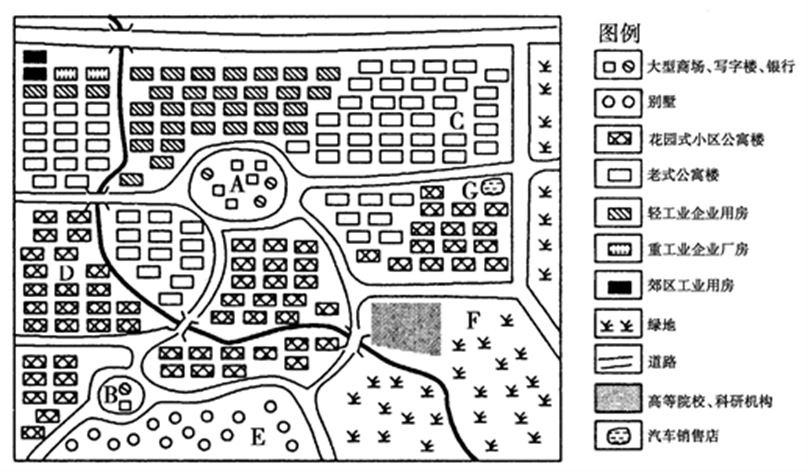 图例
大型商场、写字楼、银行
别墅
花园式小区公寓楼
老式公寓楼
轻工业企业用房
重工业企业厂房
郊区工业用房
绿地
道路
高等院校、科研机构
汽车销售店
C
A
G
D
F
B
E